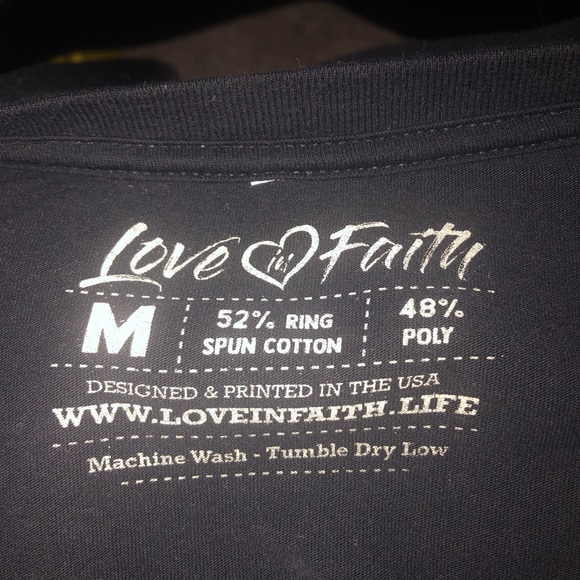 Love in Faith
M
52% RING
SPUN COTTON
48%
POLY
DESIGNED & PRINTED IN THE USA
WWW.LOVEINFAITH.LIFE
Machine Wash - Tumble Dry Low